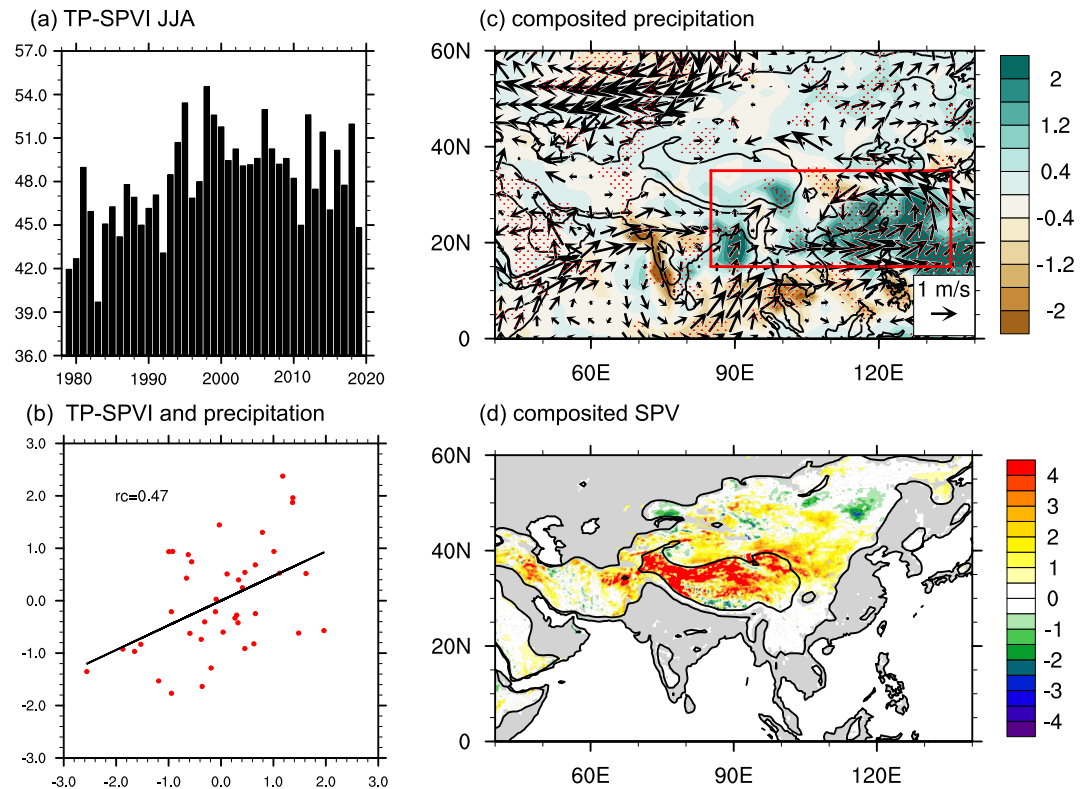 (a) TP-SPVI JJA
57.0
54.0
51.0
48.0
45.0
42.0
39.0
36.0
1980 1990 2000 2010 2020
(c) composited precipitation
60N
40N
20N
0
60E 90E 120E
1 m/s
2
1.2
0.4
-0.4
-1.2
-2
(b) TP-SPVI and precipitation
3.0
2.0
1.0
0.0
-1.0
-2.0
-3.0
rc=0.47
-3.0 -2.0 -1.0 0.0 1.0 2.0 3.0
(d) composited SPV
60N
40N
20N
0
60E 90E 120E
4
3
2
1
0
-1
-2
-3
-4